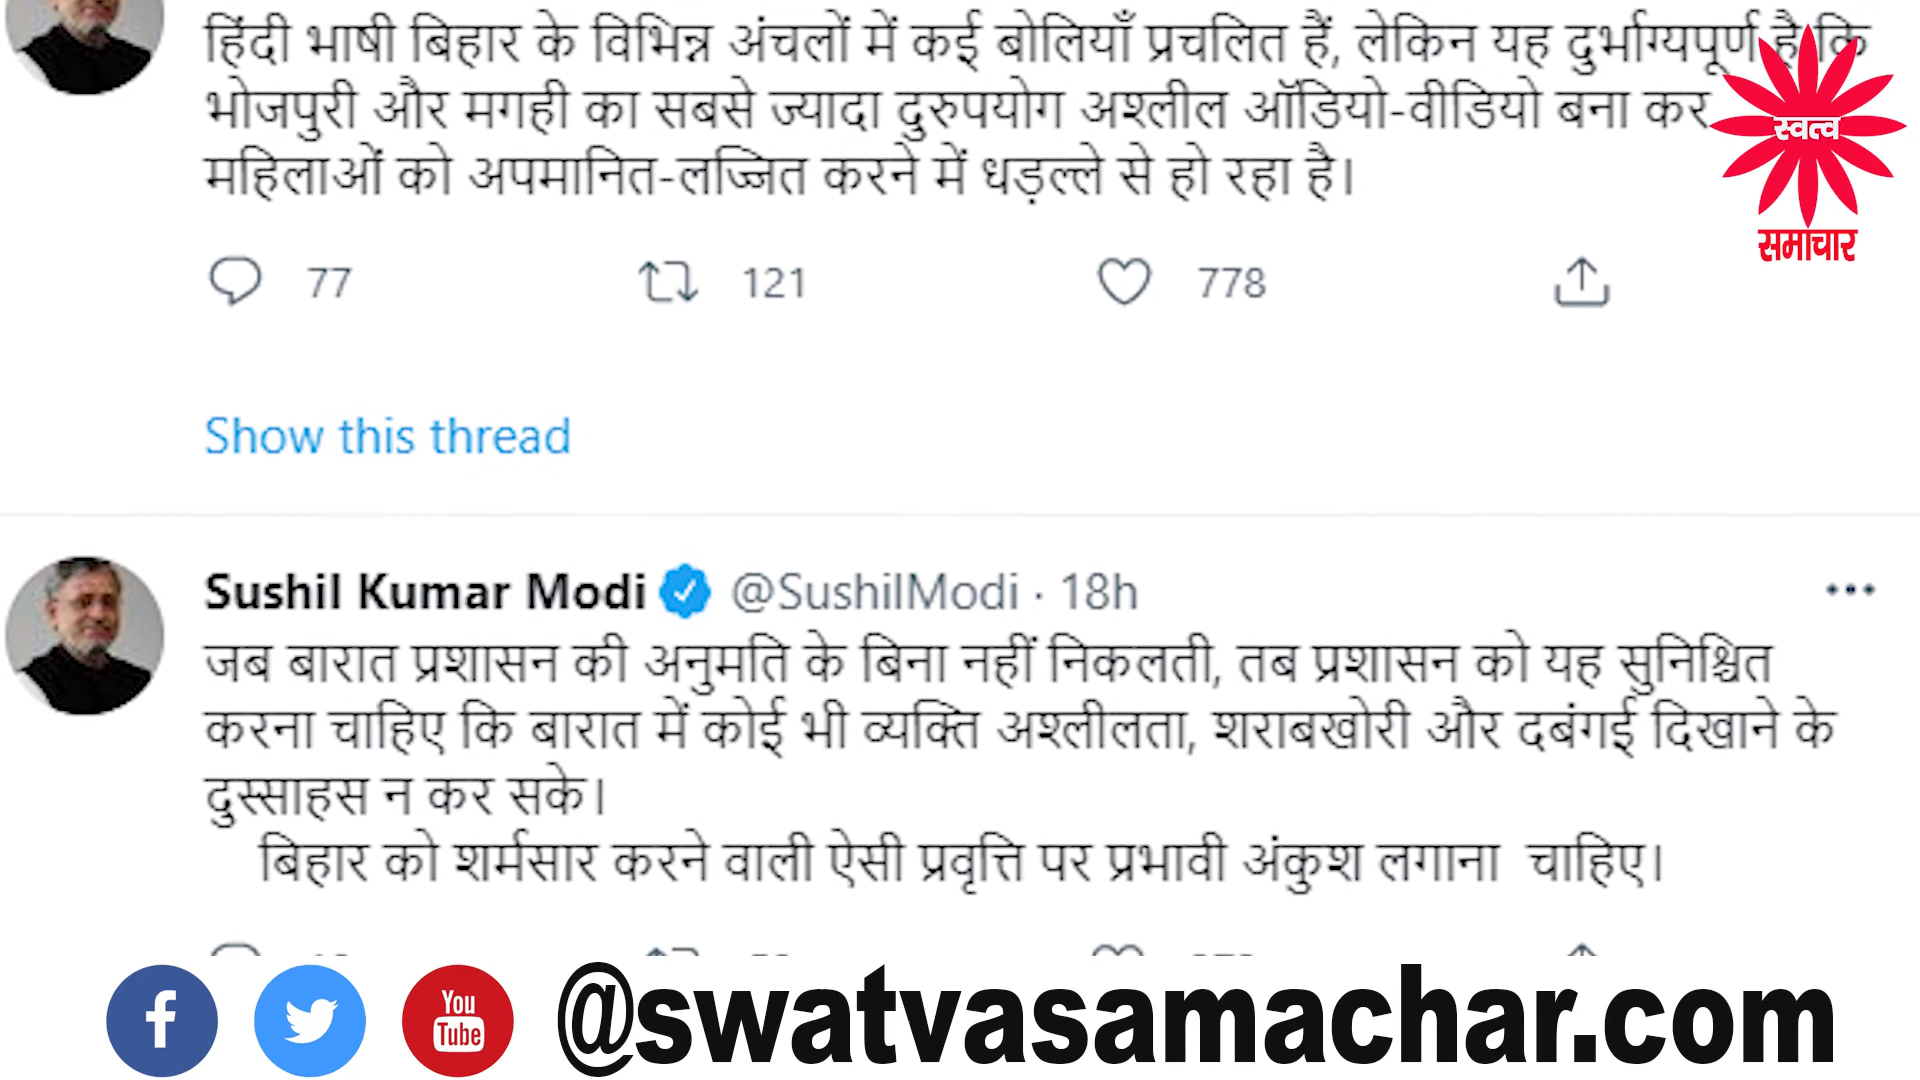 हिंदी भाषी बिहार के विभिन्न अंचलों में कई बोलियाँ प्रचलित हैं, लेकिन यह दुर्भाग्यपूर्ण है कि
भोजपुरी और मगही का सबसे ज्यादा दुरुपयोग अश्लील ऑडियो-वीडियो बना कर
महिलाओं को अपमानित-लज्जित करने में धड़ल्ले से हो रहा है।
स्वत्व
समाचार
77 121 778
Show this thread
Sushil Kumar Modi @SushilModi · 18h
जब बारात प्रशासन की अनुमति के बिना नहीं निकलती, तब प्रशासन को यह सुनिश्चित
करना चाहिए कि बारात में कोई भी व्यक्ति अश्लीलता, शराबखोरी और दबंगई दिखाने के
दुस्साहस न कर सके।
बिहार को शर्मसार करने वाली ऐसी प्रवृत्ति पर प्रभावी अंकुश लगाना चाहिए।
f
You
Tube
@swatvasamachar.com